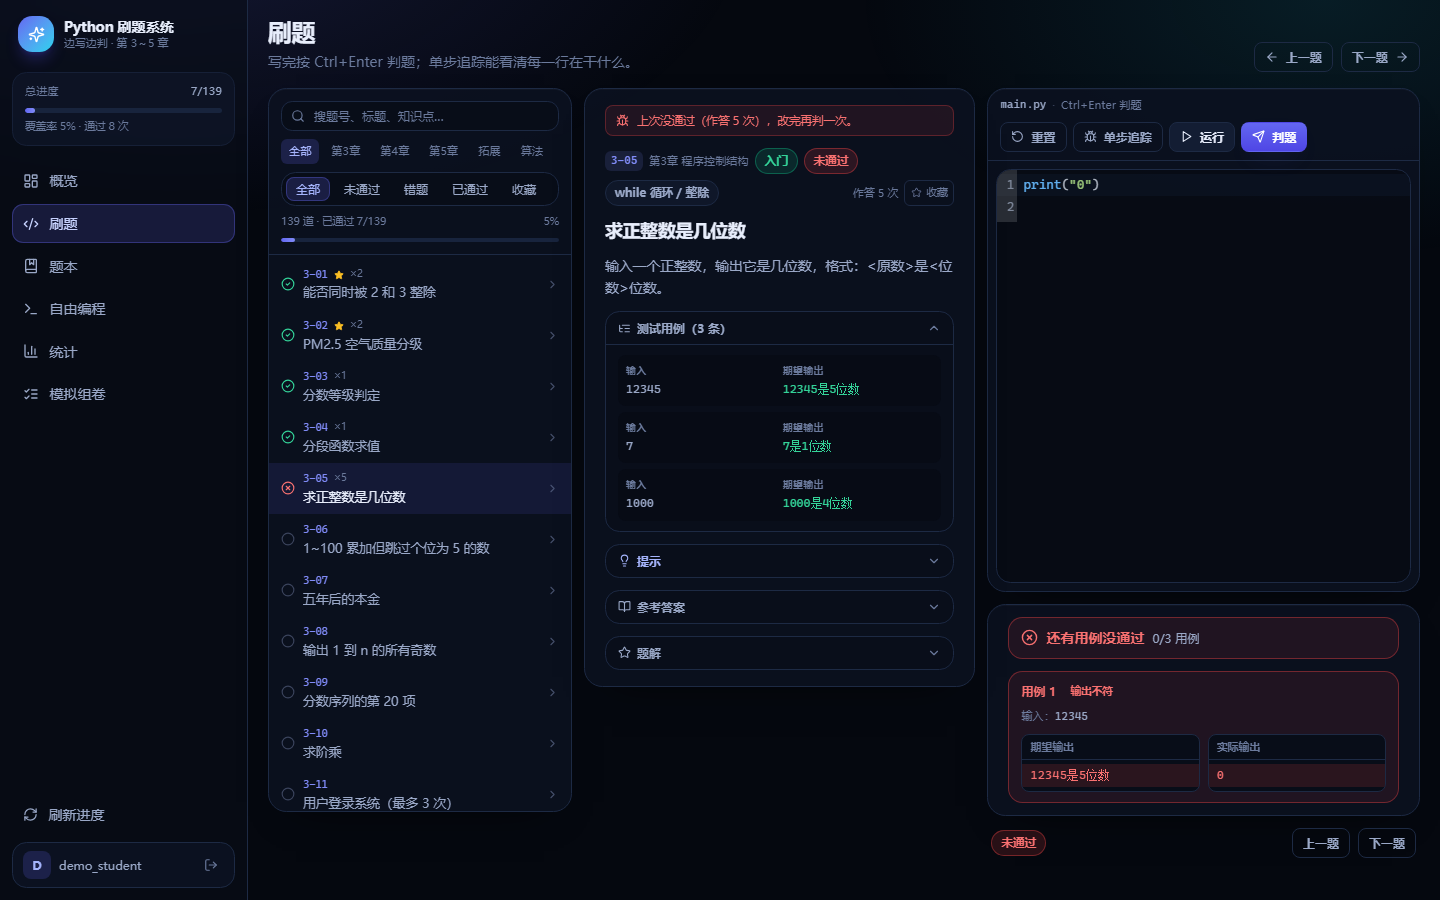 Python 刷题系统
边写边判 · 第 3 ~ 5 章
总进度 7/139
覆盖率 5% · 通过 8 次
概览
刷题
题本
自由编程
统计
模拟组卷
刷新进度
D demo_student
刷题
写完按 Ctrl+Enter 判题；单步追踪能看清每一行在干什么。
上一题 下一题
搜题号、标题、知识点...
全部 第3章 第4章 第5章 拓展 算法
全部 未通过 错题 已通过 收藏
139 道 · 已通过 7/139 5%
3-01 ×2
能否同时被 2 和 3 整除
3-02 ×2
PM2.5 空气质量分级
3-03 ×1
分数等级判定
3-04 ×1
分段函数求值
3-05 ×5
求正整数是几位数
3-06
1~100 累加但跳过个位为 5 的数
3-07
五年后的本金
3-08
输出 1 到 n 的所有奇数
3-09
分数序列的第 20 项
3-10
求阶乘
3-11
用户登录系统（最多 3 次）
上次没通过（作答 5 次），改完再判一次。
3-05 第3章 程序控制结构 入门 未通过
while 循环 / 整除 作答 5 次 收藏
求正整数是几位数
输入一个正整数，输出它是几位数，格式：<原数>是<位
数>位数。
测试用例（3 条）
输入 期望输出
12345 12345是5位数
输入 期望输出
7 7是1位数
输入 期望输出
1000 1000是4位数
提示
参考答案
题解
main.py · Ctrl+Enter 判题
重置 单步追踪 运行 判题
1 print("0")
2
还有用例没通过 0/3 用例
用例 1 输出不符
输入：12345
期望输出 实际输出
12345是5位数 0
未通过 上一题 下一题